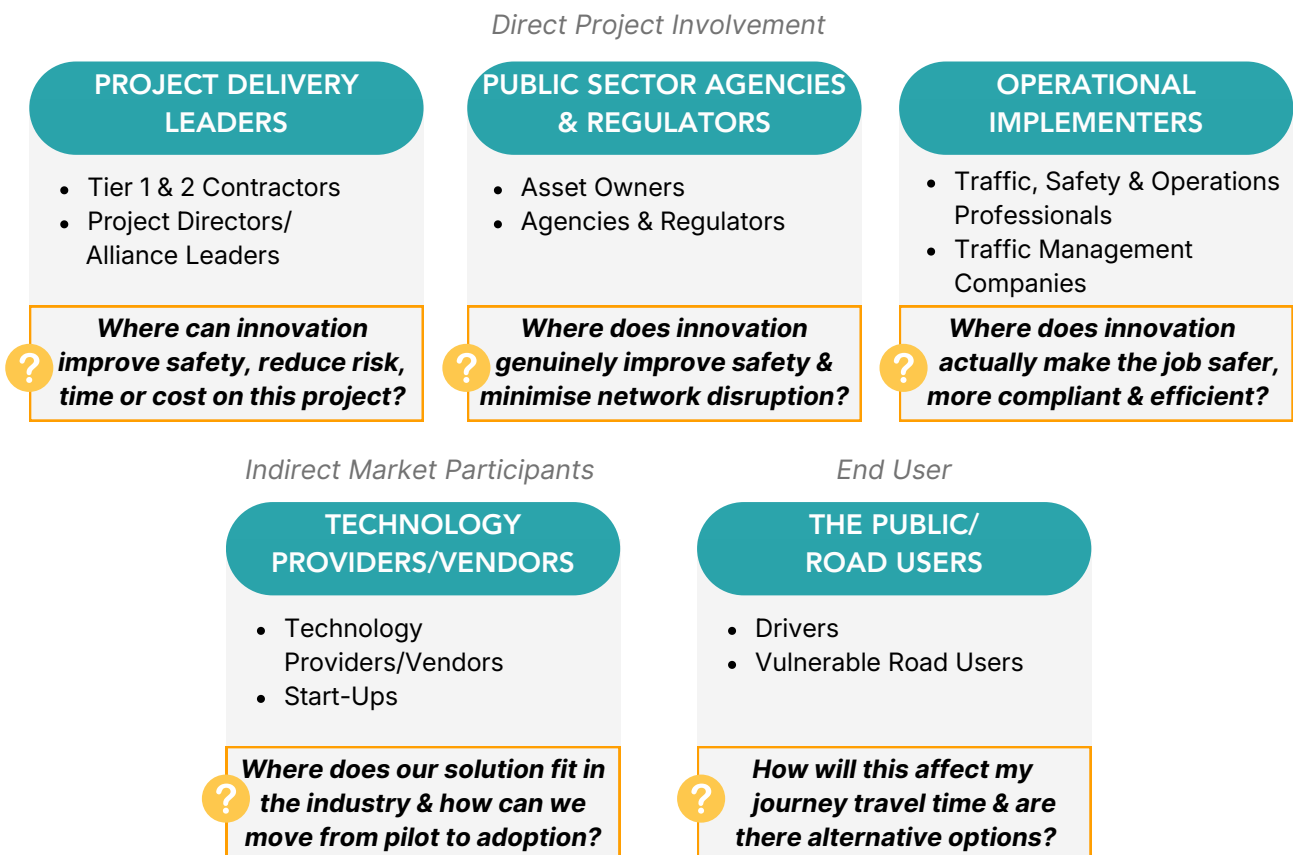 Direct Project Involvement
PROJECT DELIVERY
LEADERS
• Tier 1 & 2 Contractors
• Project Directors/
Alliance Leaders
Where can innovation
improve safety, reduce risk,
time or cost on this project?
?
PUBLIC SECTOR AGENCIES
& REGULATORS
• Asset Owners
• Agencies & Regulators
Where does innovation
genuinely improve safety &
minimise network disruption?
?
OPERATIONAL
IMPLEMENTERS
• Traffic, Safety & Operations
Professionals
• Traffic Management
Companies
Where does innovation
actually make the job safer,
more compliant & efficient?
?
Indirect Market Participants
TECHNOLOGY
PROVIDERS/VENDORS
• Technology
Providers/Vendors
• Start-Ups
Where does our solution fit in
the industry & how can we
move from pilot to adoption?
?
End User
THE PUBLIC/
ROAD USERS
• Drivers
• Vulnerable Road Users
How will this affect my
journey travel time & are
there alternative options?
?